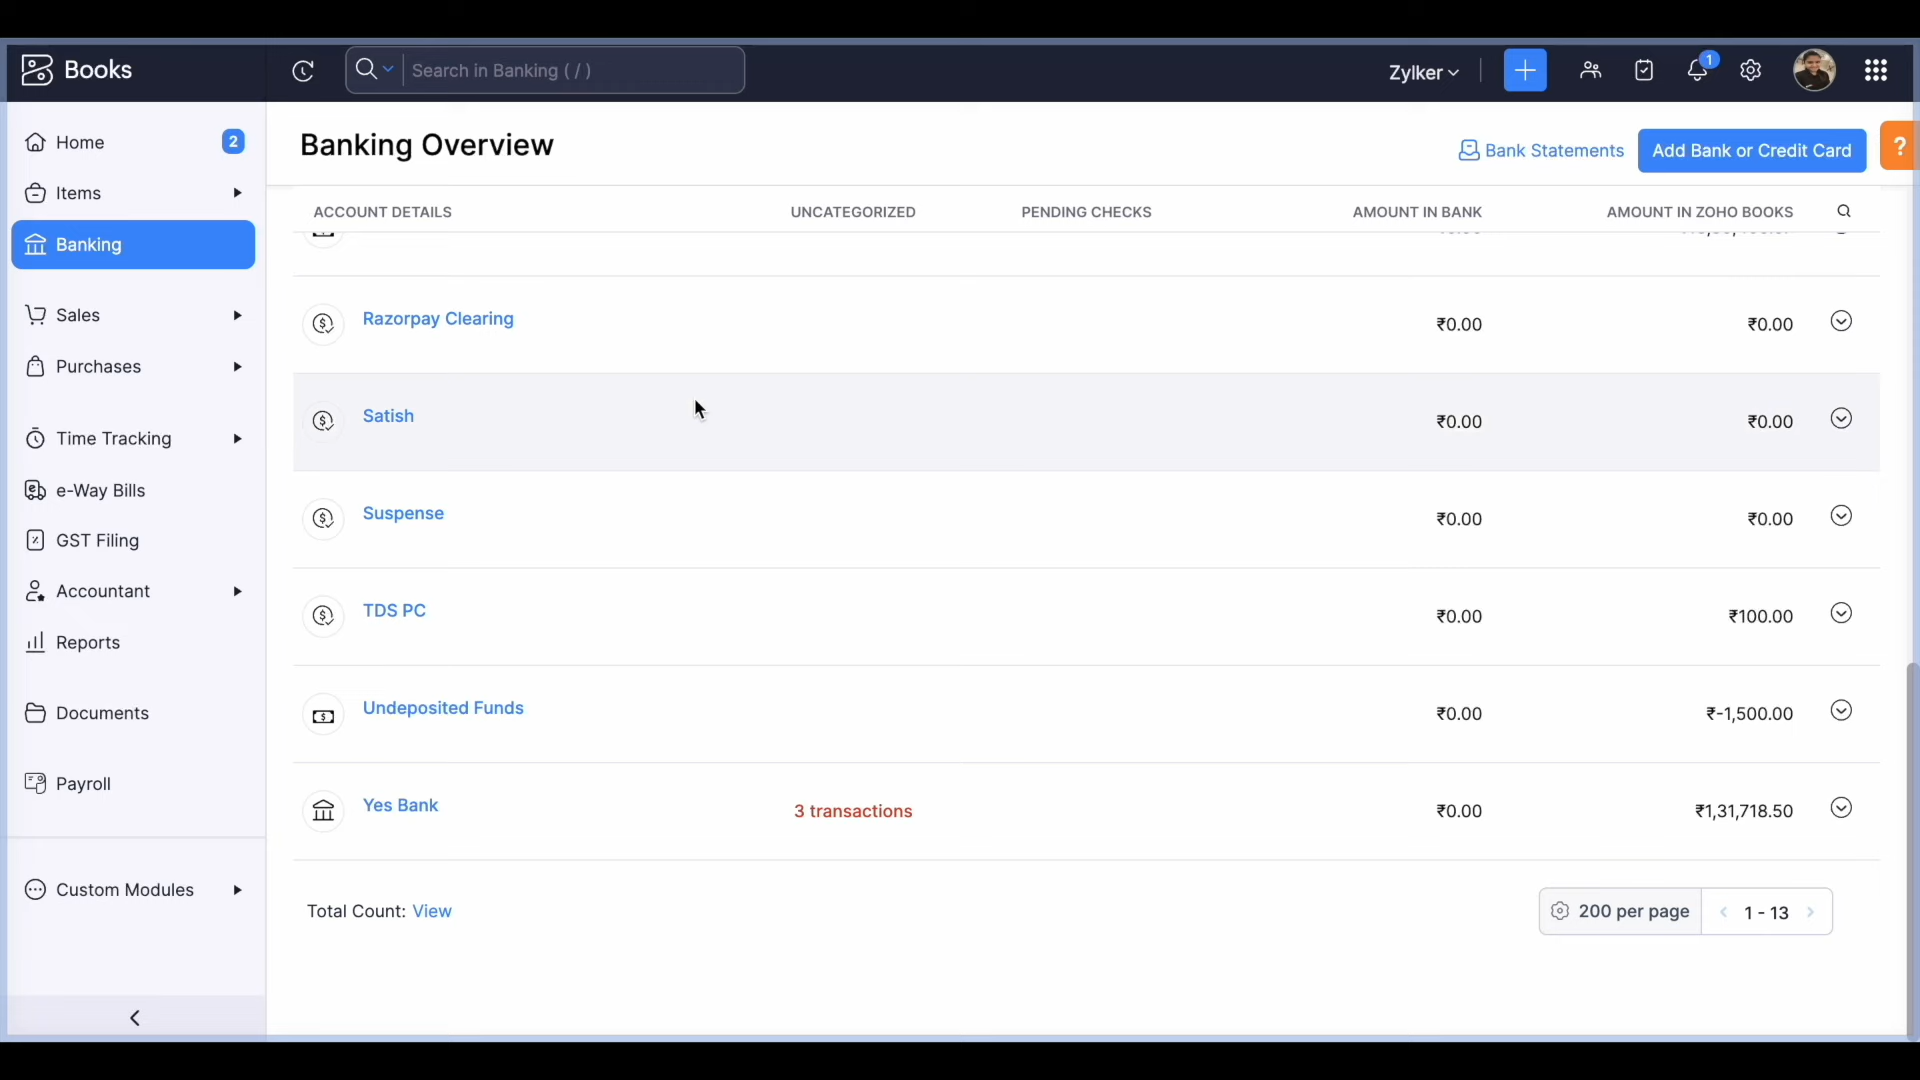 Books
Search in Banking ( / )
Zylker
1
Home
2
Items
Banking
Sales
Purchases
Time Tracking
e-Way Bills
GST Filing
Accountant
Reports
Documents
Payroll
Custom Modules
Banking Overview
Bank Statements
Add Bank or Credit Card
?
ACCOUNT DETAILS UNCATEGORIZED PENDING CHECKS AMOUNT IN BANK AMOUNT IN ZOHO BOOKS
Razorpay Clearing ₹0.00 ₹0.00
Satish ₹0.00 ₹0.00
Suspense ₹0.00 ₹0.00
TDS PC ₹0.00 ₹100.00
Undeposited Funds ₹0.00 ₹-1,500.00
Yes Bank 3 transactions ₹0.00 ₹1,31,718.50
Total Count: View
200 per page
1 - 13